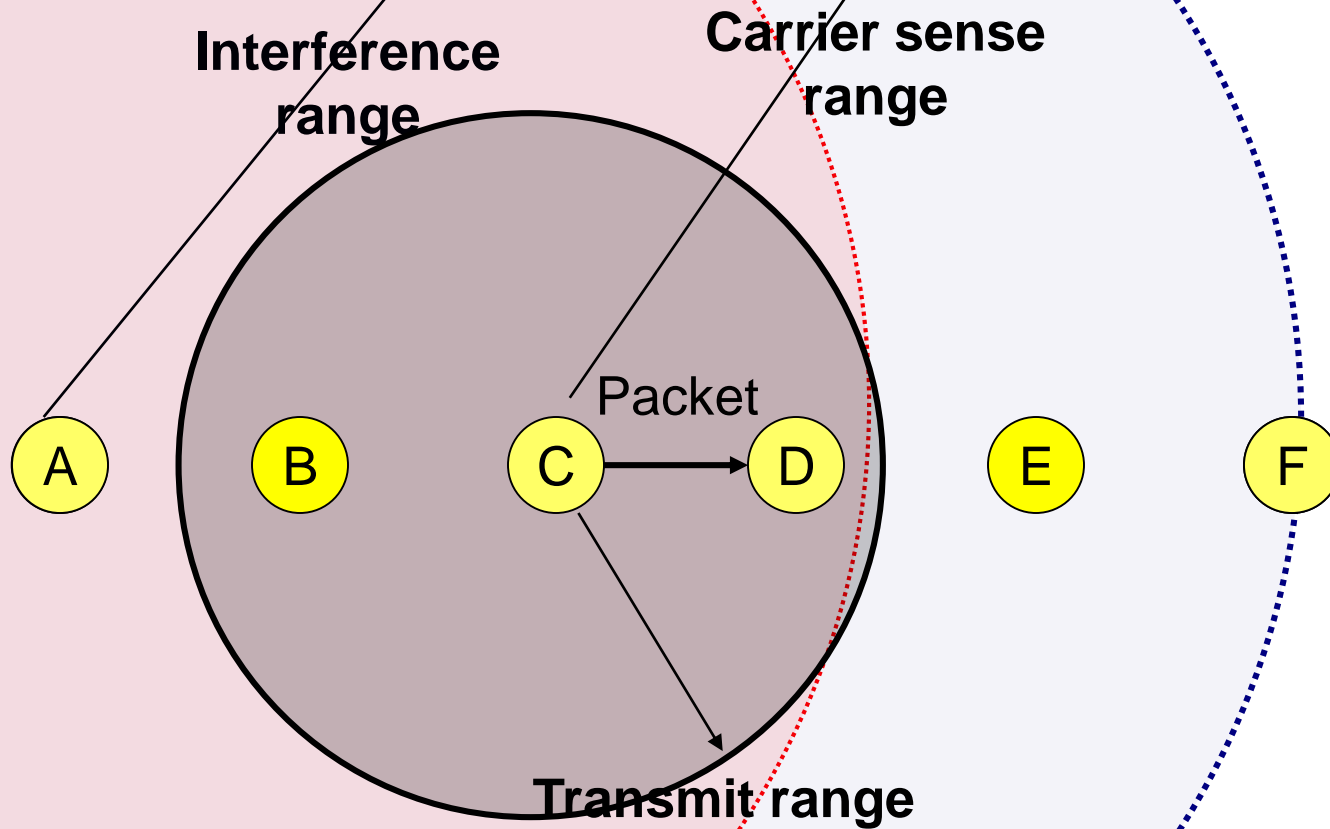 Interference
range
Carrier sense
range
Packet
A
B
C
D
E
F
Transmit range